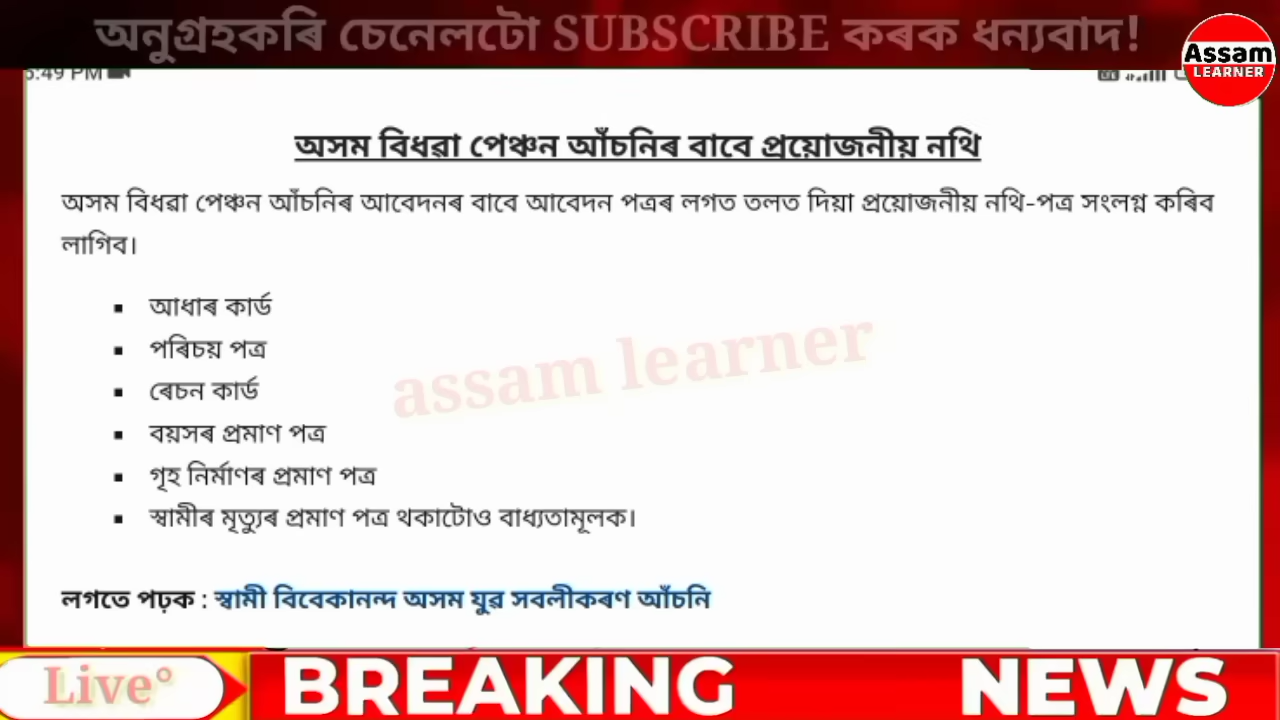 অনুগ্ৰহকৰি চেনেলটো SUBSCRIBE কৰক ধন্যবাদ!
Assam
LEARNER
5:49 PM
অসম বিধৱা পেঞ্চন আঁচনিৰ বাবে প্ৰয়োজনীয় নথি
অসম বিধৱা পেঞ্চন আঁচনিৰ আবেদনৰ বাবে আবেদন পত্ৰৰ লগত তলত দিয়া প্ৰয়োজনীয় নথি-পত্ৰ সংলগ্ন কৰিব
লাগিব।
▪ আধাৰ কাৰ্ড
▪ পৰিচয় পত্ৰ
▪ ৰেচন কাৰ্ড
▪ বয়সৰ প্ৰমাণ পত্ৰ
▪ গৃহ নিৰ্মাণৰ প্ৰমাণ পত্ৰ
▪ স্বামীৰ মৃত্যুৰ প্ৰমাণ পত্ৰ থকাটোও বাধ্যতামূলক।
assam learner
লগতে পঢ়ক : স্বামী বিবেকানন্দ অসম যুৱ সবলীকৰণ আঁচনি
Live°
BREAKING NEWS